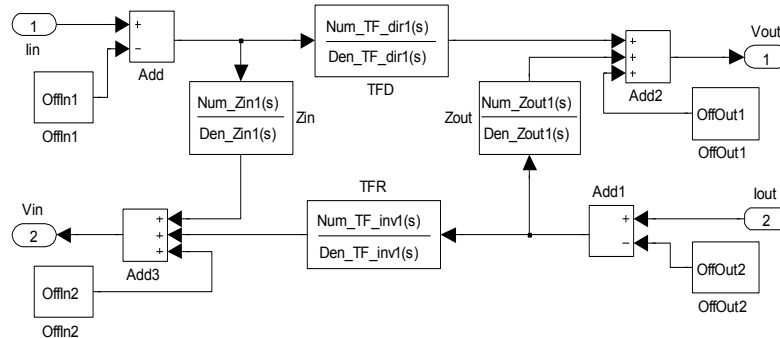 1
Iin
+
−
Add
OffIn1
OffIn1
Num_TF_dir1(s)
Den_TF_dir1(s)
TFD
+
+
+
Add2
Vout
1
OffOut1
OffOut1
Num_Zin1(s)
Den_Zin1(s)
Zin
Zout
Num_Zout1(s)
Den_Zout1(s)
Vin
2
+
+
+
Add3
OffIn2
OffIn2
TFR
Num_TF_inv1(s)
Den_TF_inv1(s)
Add1
+
−
Iout
2
OffOut2
OffOut2